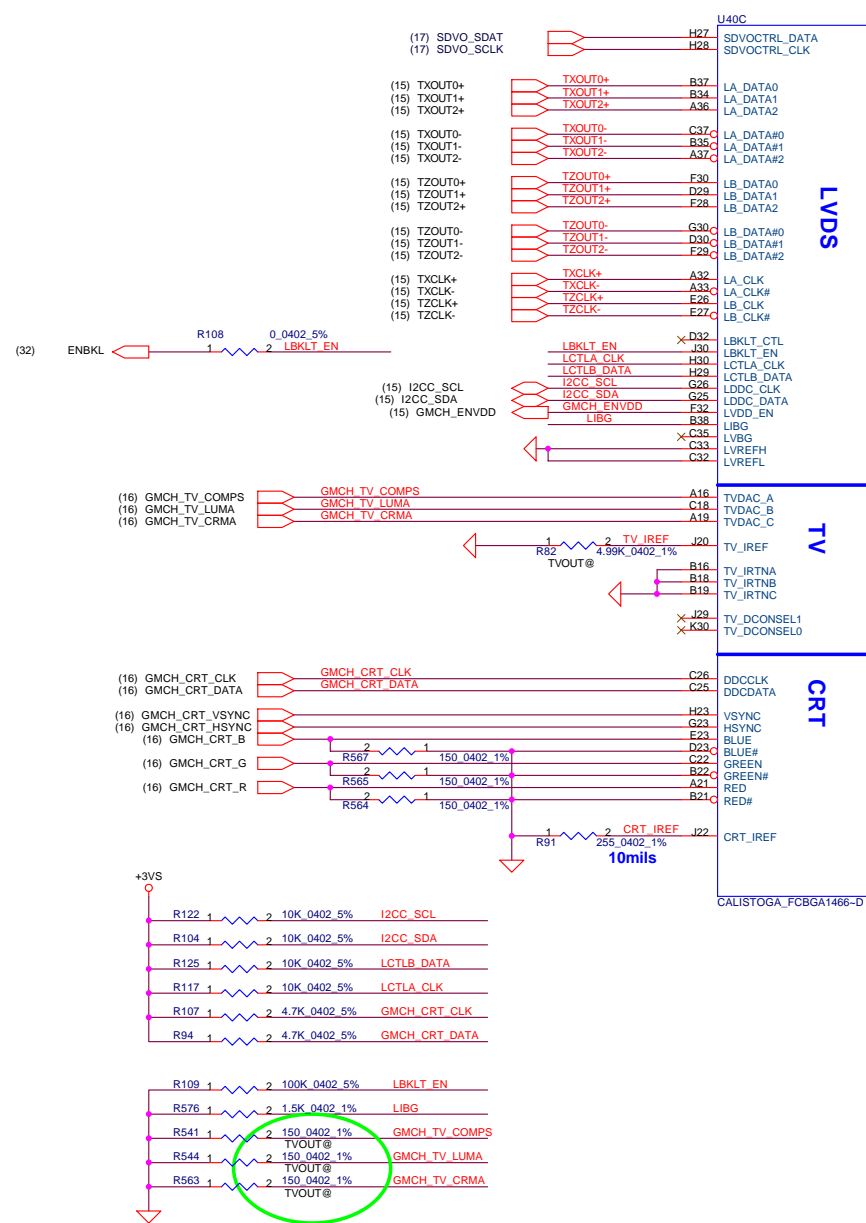 U40C
(17) SDVO_SDAT H27 SDVOCTRL_DATA
(17) SDVO_SCLK H28 SDVOCTRL_CLK
(15) TXOUT0+ TXOUT0+ B37 LA_DATA0
(15) TXOUT1+ TXOUT1+ B34 LA_DATA1
(15) TXOUT2+ TXOUT2+ A36 LA_DATA2
(15) TXOUT0- TXOUT0- C37 LA_DATA#0
(15) TXOUT1- TXOUT1- B35 LA_DATA#1
(15) TXOUT2- TXOUT2- A37 LA_DATA#2
(15) TZOUT0+ TZOUT0+ F30 LB_DATA0
(15) TZOUT1+ TZOUT1+ D29 LB_DATA1
(15) TZOUT2+ TZOUT2+ F28 LB_DATA2
LVDS
(15) TZOUT0- TZOUT0- G30 LB_DATA#0
(15) TZOUT1- TZOUT1- D30 LB_DATA#1
(15) TZOUT2- TZOUT2- F29 LB_DATA#2
(15) TXCLK+ TXCLK+ A32 LA_CLK
(15) TXCLK- TXCLK- A33 LA_CLK#
(15) TZCLK+ TZCLK+ E26 LB_CLK
(15) TZCLK- TZCLK- E27 LB_CLK#
R108 0_0402_5%
(32) ENBKL 1 2 LBKLT_EN
D32 LBKLT_CTL
LBKLT_EN J30 LBKLT_EN
LCTLA_CLK H30 LCTLA_CLK
LCTLB_DATA H29 LCTLB_DATA
(15) I2CC_SCL I2CC_SCL G26 LDDC_CLK
(15) I2CC_SDA I2CC_SDA G25 LDDC_DATA
(15) GMCH_ENVDD GMCH_ENVDD F32 LVDD_EN
LIBG B38 LIBG
C35 LVBG
C33 LVREFH
C32 LVREFL
(16) GMCH_TV_COMPS GMCH_TV_COMPS A16 TVDAC_A
(16) GMCH_TV_LUMA GMCH_TV_LUMA C18 TVDAC_B
(16) GMCH_TV_CRMA GMCH_TV_CRMA A19 TVDAC_C
TV
1 2 TV_IREF J20 TV_IREF
R82 4.99K_0402_1%
TVOUT@
B16 TV_IRTNA
B18 TV_IRTNB
B19 TV_IRTNC
J29 TV_DCONSEL1
K30 TV_DCONSEL0
(16) GMCH_CRT_CLK GMCH_CRT_CLK C26 DDCCLK
(16) GMCH_CRT_DATA GMCH_CRT_DATA C25 DDCDATA
CRT
(16) GMCH_CRT_VSYNC H23 VSYNC
(16) GMCH_CRT_HSYNC G23 HSYNC
(16) GMCH_CRT_B E23 BLUE
2 1 D23 BLUE#
R567 150_0402_1%
(16) GMCH_CRT_G C22 GREEN
2 1 B22 GREEN#
R565 150_0402_1%
(16) GMCH_CRT_R A21 RED
2 1 B21 RED#
R564 150_0402_1%
1 2 CRT_IREF J22 CRT_IREF
R91 255_0402_1%
10mils
+3VS
CALISTOGA_FCBGA1466~D
R122 1 2 10K_0402_5% I2CC_SCL
R104 1 2 10K_0402_5% I2CC_SDA
R125 1 2 10K_0402_5% LCTLB_DATA
R117 1 2 10K_0402_5% LCTLA_CLK
R107 1 2 4.7K_0402_5% GMCH_CRT_CLK
R94 1 2 4.7K_0402_5% GMCH_CRT_DATA
R109 1 2 100K_0402_5% LBKLT_EN
R576 1 2 1.5K_0402_1% LIBG
R541 1 2 150_0402_1% GMCH_TV_COMPS
TVOUT@
R544 1 2 150_0402_1% GMCH_TV_LUMA
TVOUT@
R563 1 2 150_0402_1% GMCH_TV_CRMA
TVOUT@